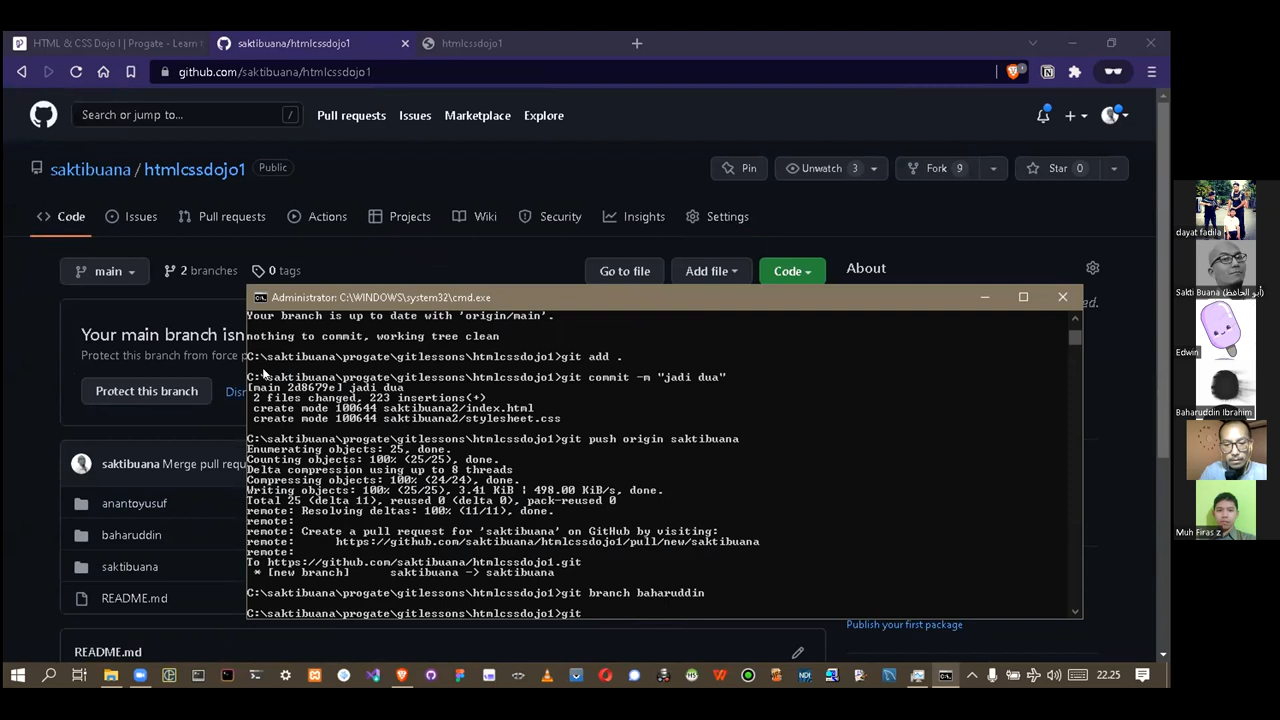 HTML & CSS Dojo I | Progate - Learn t
saktibuana/htmlcssdojo1
htmlcssdojo1
github.com/saktibuana/htmlcssdojo1
Search or jump to...
/
Pull requests
Issues
Marketplace
Explore
saktibuana / htmlcssdojo1
Public
Pin
Unwatch 3
Fork 9
Star 0
Code
Issues
Pull requests
Actions
Projects
Wiki
Security
Insights
Settings
main
2 branches
0 tags
Go to file
Add file
Code
About
Your main branch isn
Protect this branch from force p
Protect this branch
Dis
saktibuana Merge pull requ
anantoyusuf
baharuddin
saktibuana
README.md
README.md
ed.
Publish your first package
Administrator: C:\WINDOWS\system32\cmd.exe
Your branch is up to date with 'origin/main'.
nothing to commit, working tree clean
C:\saktibuana\progate\gitlessons\htmlcssdojo1>git add .
C:\saktibuana\progate\gitlessons\htmlcssdojo1>git commit -m "jadi dua"
[main 2d8679e] jadi dua
2 files changed, 223 insertions(+)
create mode 100644 saktibuana2/index.html
create mode 100644 saktibuana2/stylesheet.css
C:\saktibuana\progate\gitlessons\htmlcssdojo1>git push origin saktibuana
Enumerating objects: 25, done.
Counting objects: 100% (25/25), done.
Delta compression using up to 8 threads
Compressing objects: 100% (24/24), done.
Writing objects: 100% (25/25), 3.41 KiB | 498.00 KiB/s, done.
Total 25 (delta 11), reused 0 (delta 0), pack-reused 0
remote: Resolving deltas: 100% (11/11), done.
remote:
remote: Create a pull request for 'saktibuana' on GitHub by visiting:
remote: https://github.com/saktibuana/htmlcssdojo1/pull/new/saktibuana
remote:
To https://github.com/saktibuana/htmlcssdojo1.git
* [new branch] saktibuana -> saktibuana
C:\saktibuana\progate\gitlessons\htmlcssdojo1>git branch baharuddin
C:\saktibuana\progate\gitlessons\htmlcssdojo1>git
22.25
dayat fadila
Sakti Buana (أبو الحافظ)
Edwin
Baharuddin Ibrahim
Muh Firas z